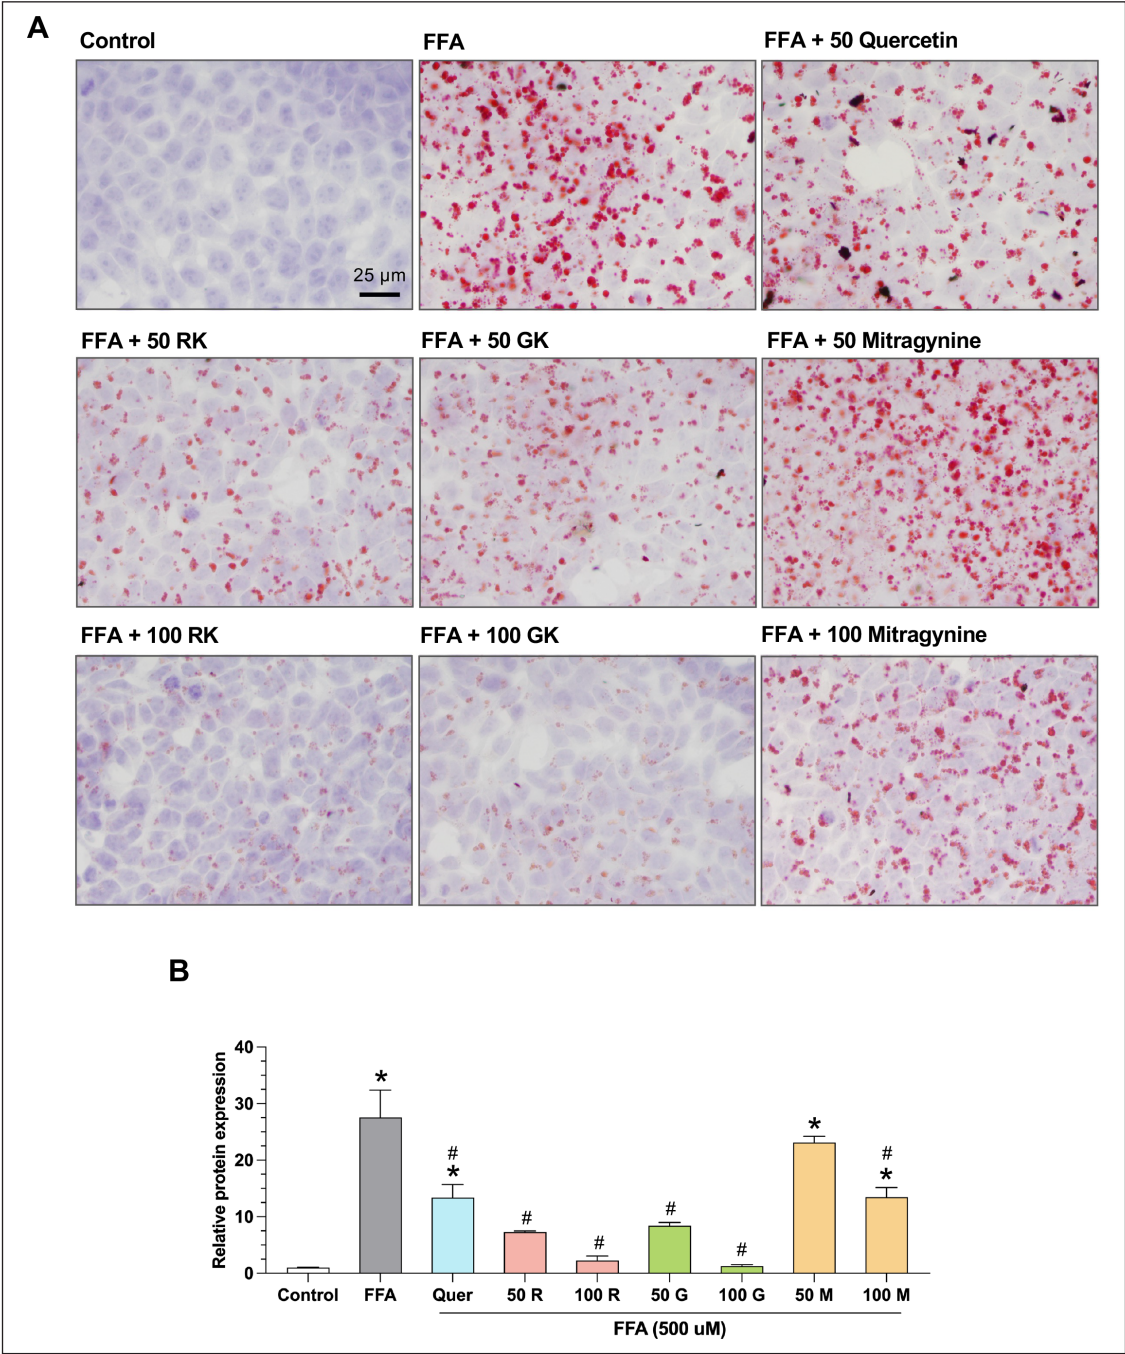 A
Control
FFA
FFA + 50 Quercetin
25 µm
FFA + 50 RK
FFA + 50 GK
FFA + 50 Mitragynine
FFA + 100 RK
FFA + 100 GK
FFA + 100 Mitragynine
B
Relative protein expression
40
30
20
10
0
*
#
*
#
#
#
#
*
#
*
Control
FFA
Quer
50 R
100 R
50 G
100 G
50 M
100 M
FFA (500 uM)